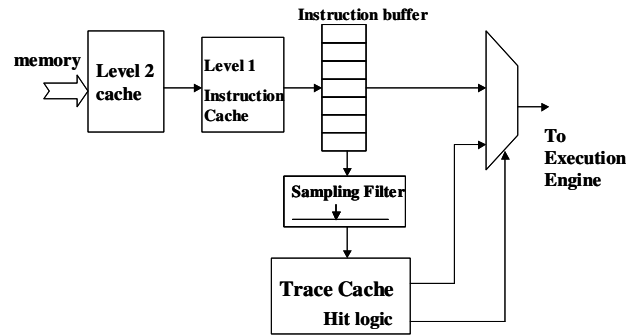 Instruction buffer
memory
Level 2
cache
Level 1
Instruction
Cache
To
Execution
Engine
Sampling Filter
Trace Cache
Hit logic